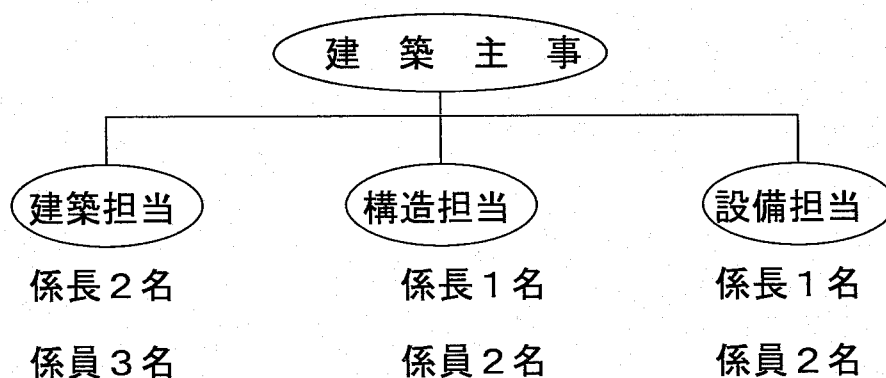 建築主事
建築担当 構造担当 設備担当
係長２名 係長１名 係長１名
係員３名 係員２名 係員２名